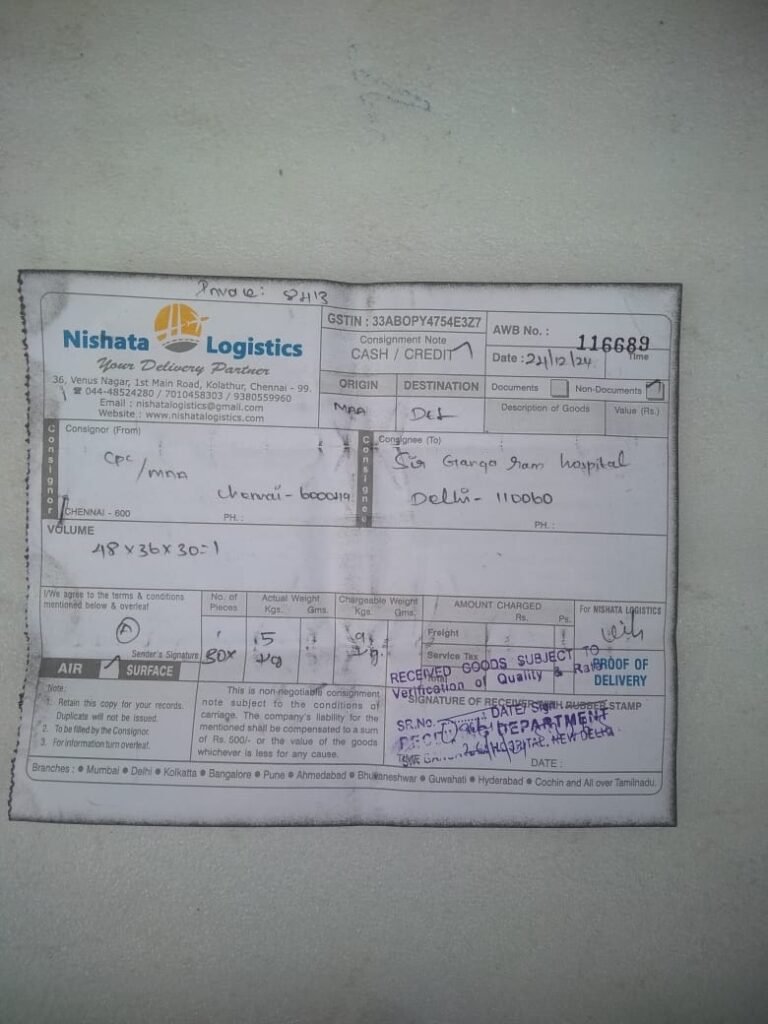 Nishata Logistics
Your Delivery Partner
36, Venus Nagar, 1st Main Road, Kolathur, Chennai - 99.
☎ 044-48524280 / 7010458303 / 9380559960
Email : nishatalogistics@gmail.com
Website : www.nishatalogistics.com
GSTIN : 33ABOPY4754E3Z7
Consignment Note
CASH / CREDIT
AWB No. : 116689
Date : 24/12/24 Time
ORIGIN DESTINATION
MAA DEL
Documents Non-Documents
Description of Goods Value (Rs.)
Consignor
Consignor (From)
CPC / MAA
Chennai -
CHENNAI - 600 PH. :
Consignee
Consignee (To)
Sir Ganga Ram hospital
Delhi - 110060
PH. :
VOLUME
48 x 36 x 30 = 1
I/We agree to the terms & conditions
mentioned below & overleaf
Sender's Signature
AIR SURFACE
No. of Pieces
BOX
Actual Weight
Kgs. Gms.
5 kg
Chargeable Weight
Kgs. Gms.
9 kg.
AMOUNT CHARGED
Rs. Ps.
Freight
Service Tax
Total
For NISHATA LOGISTICS
PROOF OF
DELIVERY
RECEIVED GOODS SUBJECT TO
Verification of Quality & Rate
SIGNATURE OF RECEIVER WITH RUBBER STAMP
SR.NO. DATE/ Sign
DEPARTMENT
HOSPITAL, NEW DELHI
TIME DATE :
Note :
1. Retain this copy for your records.
Duplicate will not be issued.
2. To be filled by the Consignor.
3. For information turn overleaf.
This is non-negotiable consignment
note subject to the conditions of
carriage. The company's liability for the
mentioned shall be compensated to a sum
of Rs. 500/- or the value of the goods
whichever is less for any cause.
Branches : • Mumbai • Delhi • Kolkatta • Bangalore • Pune • Ahmedabad • Bhubaneshwar • Guwahati • Hyderabad • Cochin and All over Tamilnadu.